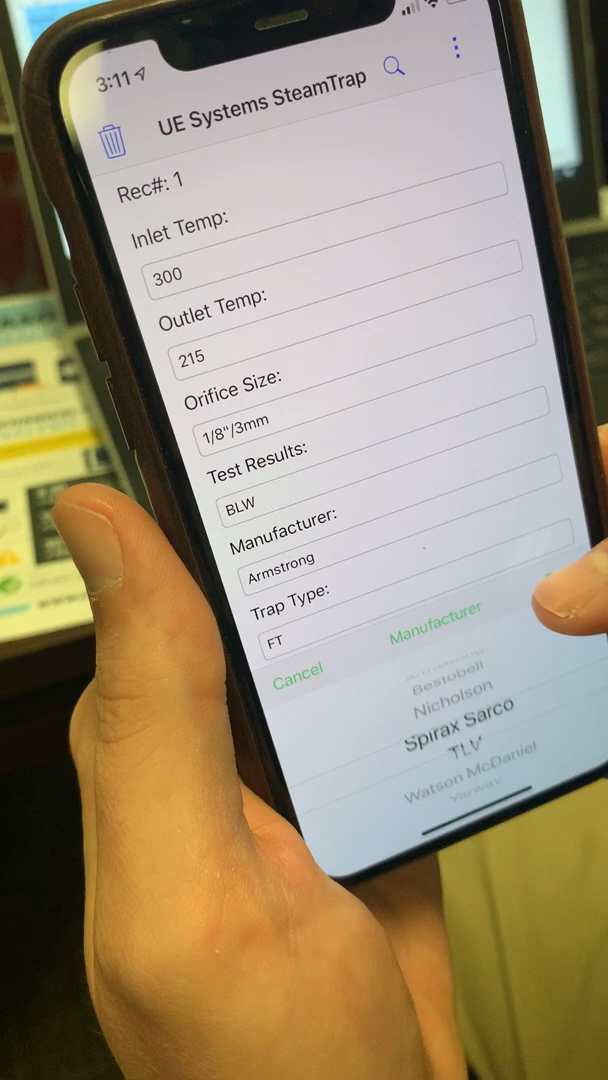 3:11
UE Systems SteamTrap
Rec#: 1
Inlet Temp:
300
Outlet Temp:
215
Orifice Size:
1/8"/3mm
Test Results:
BLW
Manufacturer:
Armstrong
Trap Type:
FT
Cancel
Manufacturer
Armstrong
Bestobell
Nicholson
Spirax Sarco
TLV
Watson McDaniel
Yarway